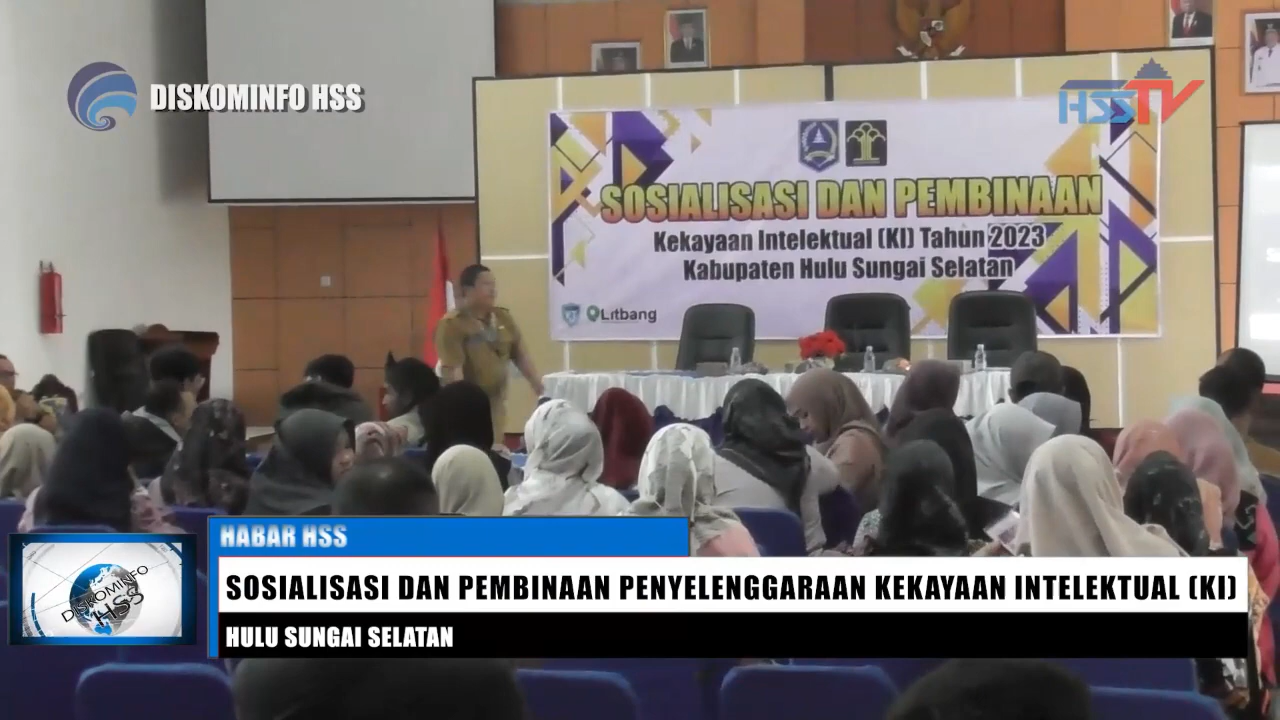 DISKOMINFO HSS
HSSTV
SOSIALISASI DAN PEMBINAAN
Kekayaan Intelektual (KI) Tahun 2023
Kabupaten Hulu Sungai Selatan
Litbang
HABAR HSS
DISKOMINFO
HSS
SOSIALISASI DAN PEMBINAAN PENYELENGGARAAN KEKAYAAN INTELEKTUAL (KI)
HULU SUNGAI SELATAN